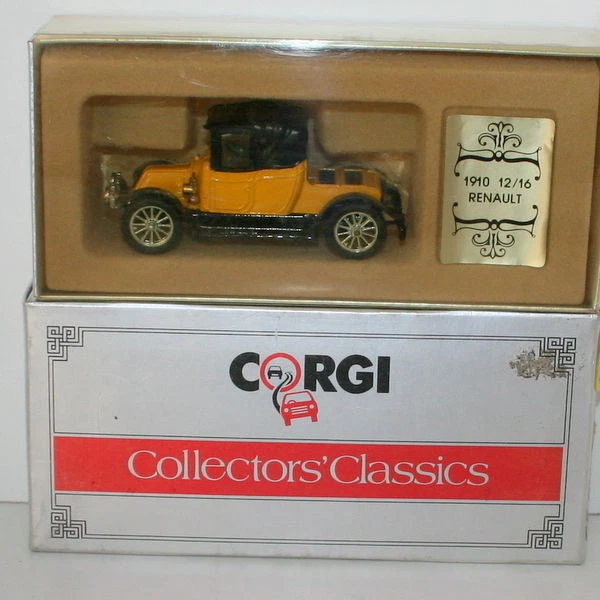 1910 12/16
RENAULT
CORGI
Collectors' Classics